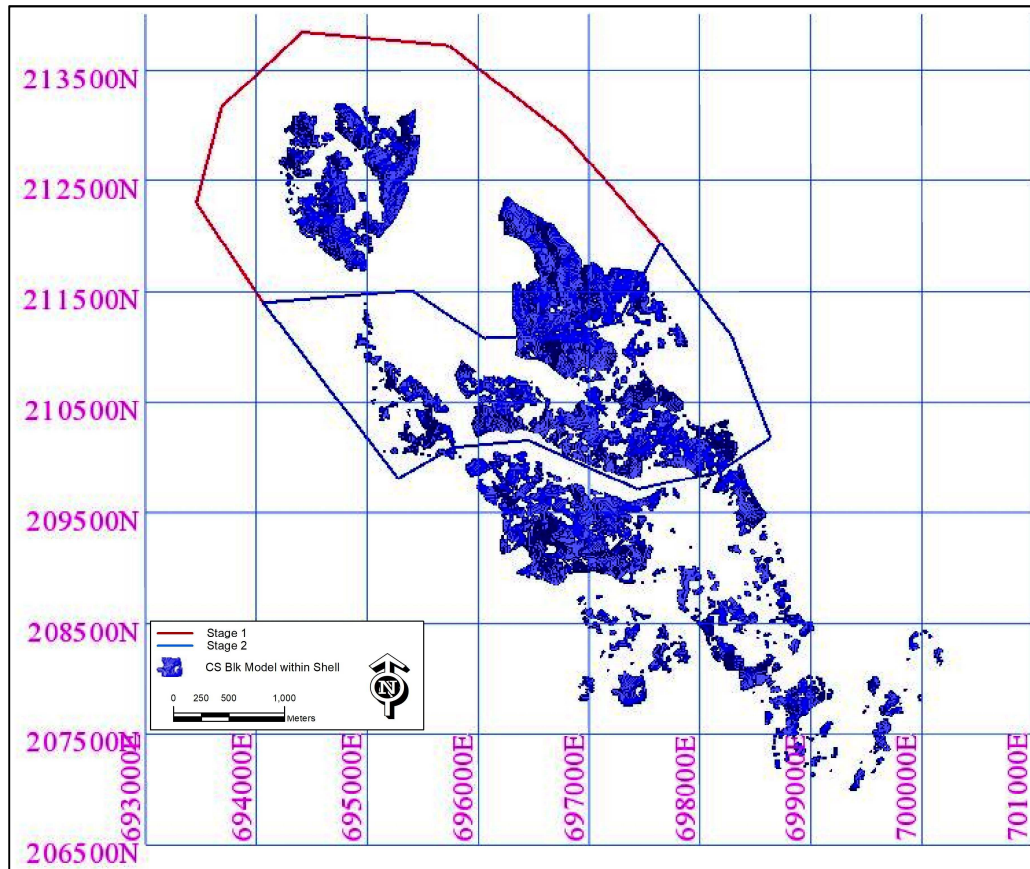 213500N
212500N
211500N
210500N
209500N
208500N
207500N
206500N
693000E
694000E
695000E
696000E
697000E
698000E
699000E
700000E
701000E
Stage 1
Stage 2
CS Blk Model within Shell
0 250 500 1,000
Meters
N